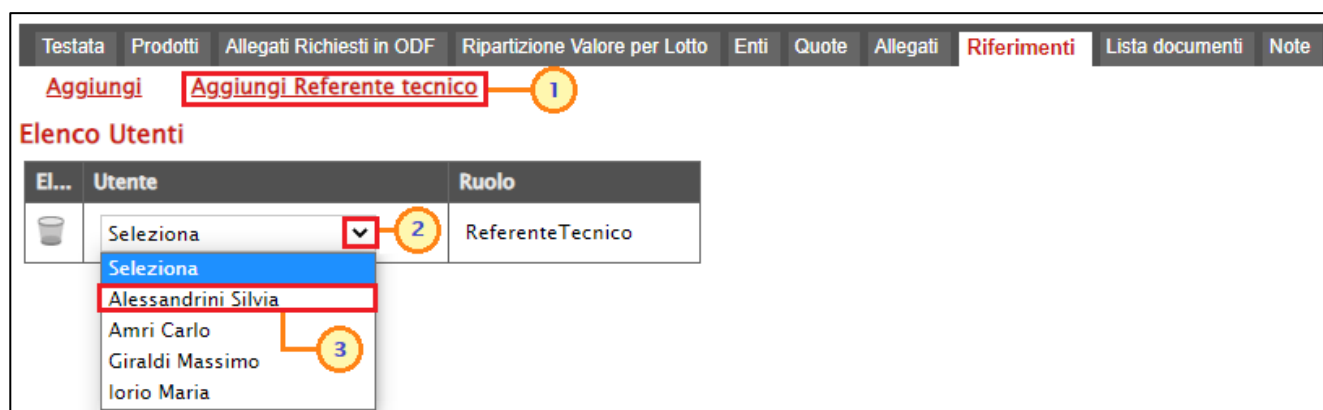 Testata Prodotti Allegati Richiesti in ODF Ripartizione Valore per Lotto Enti Quote Allegati Riferimenti Lista documenti Note
Aggiungi Aggiungi Referente tecnico 1
Elenco Utenti
El... Utente Ruolo
Seleziona 2 ReferenteTecnico
Seleziona
Alessandrini Silvia
Amri Carlo
3
Giraldi Massimo
Iorio Maria